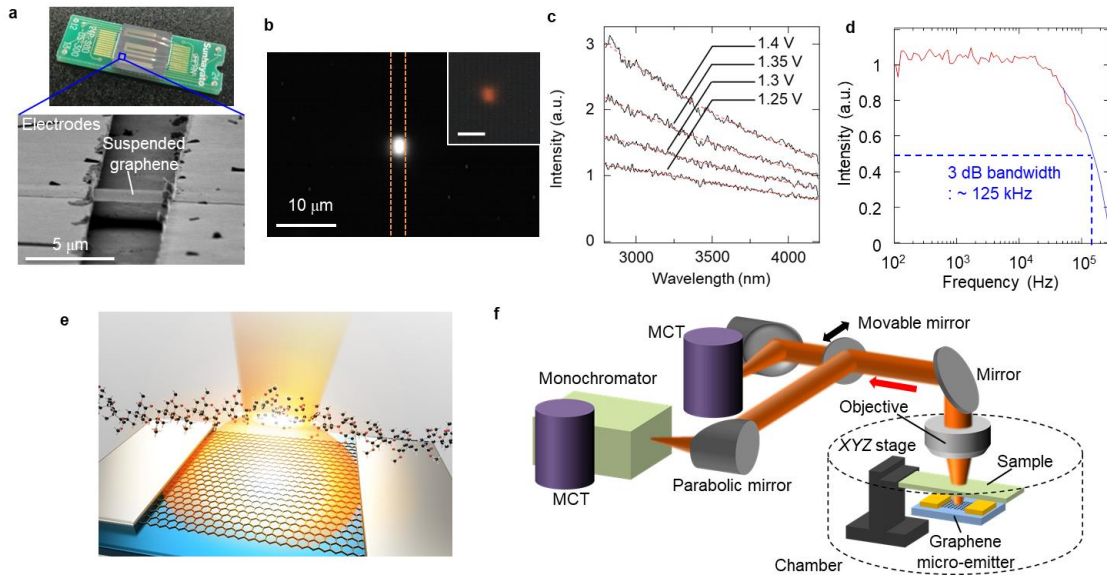 a
Sunhayato
Electrodes
Suspended
graphene
5 μm
b
10 μm
c
Intensity (a.u.)
3
2
1
0
1.4 V
1.35 V
1.3 V
1.25 V
3000
3500
4000
Wavelength (nm)
d
Intensity (a.u.)
1
0.8
0.6
0.4
0.2
0
3 dB bandwidth
: ~ 125 kHz
10²
10³
10⁴
10⁵
Frequency (Hz)
e
f
MCT
Movable mirror
Monochromator
Mirror
Objective
XYZ stage
Sample
MCT
Parabolic mirror
Graphene
micro-emitter
Chamber